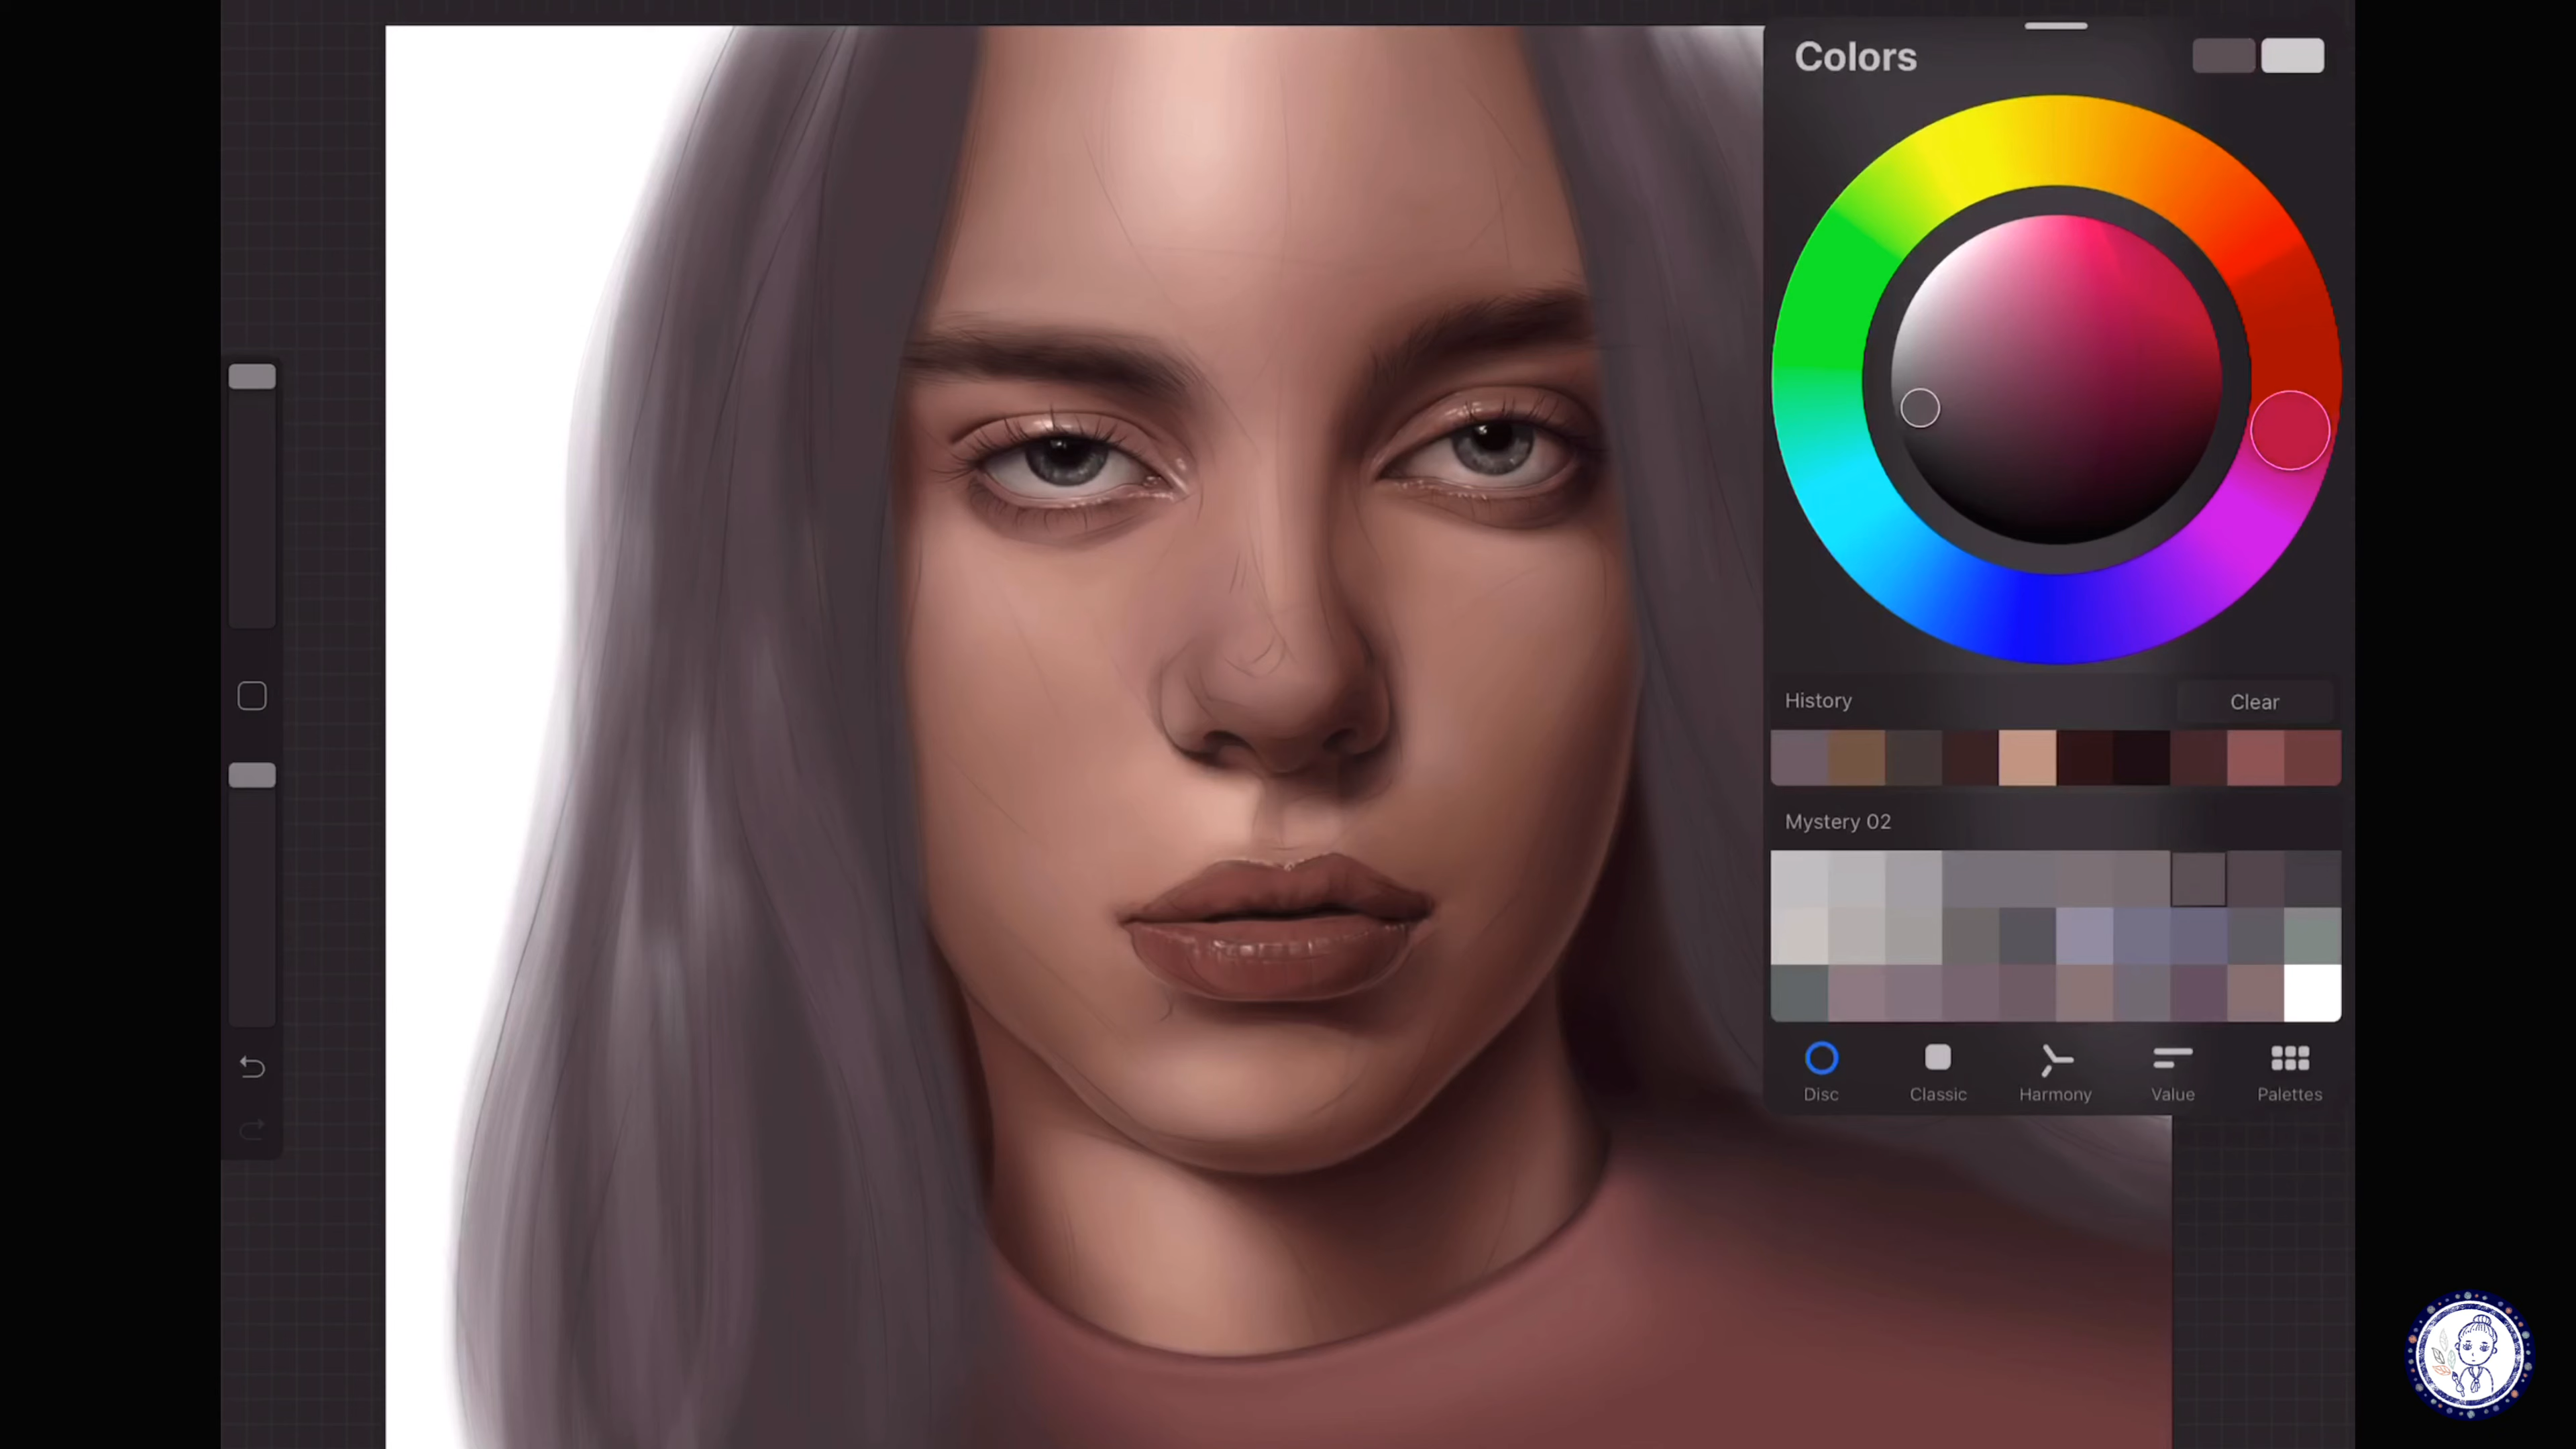 Colors
History
Clear
Mystery 02
Disc
Classic
Harmony
Value
Palettes